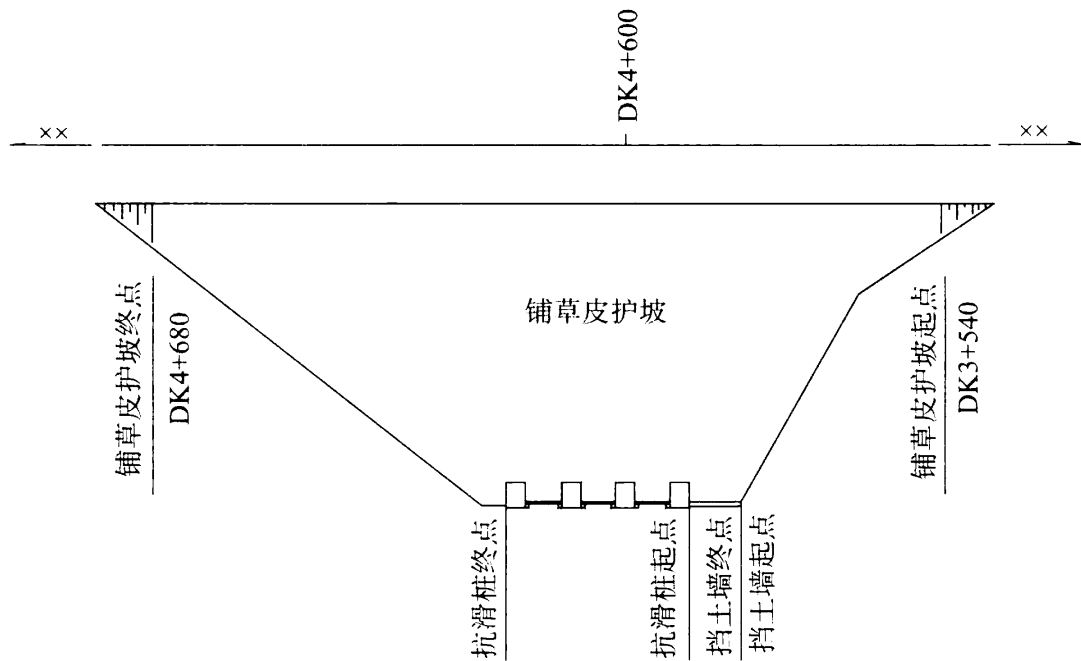 DK4+600
××
××
铺草皮护坡
铺草皮护坡终点
DK4+680
铺草皮护坡起点
DK3+540
抗滑桩终点
抗滑桩起点
挡土墙终点
挡土墙起点